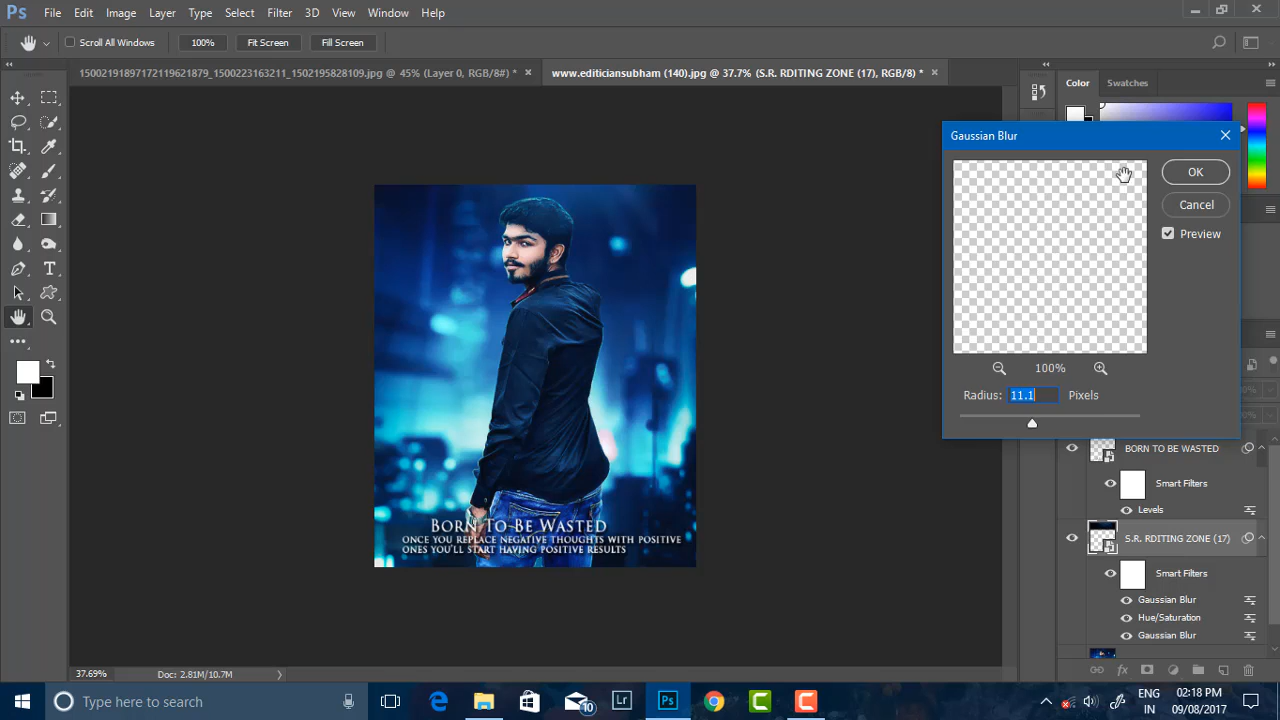 Ps File Edit Image Layer Type Select Filter 3D View Window Help
Scroll All Windows 100% Fit Screen Fill Screen
1500219189717211962​1879_1500223163211_1502195828109.jpg @ 45% (Layer 0, RGB/8#) * www.editiciansubham (140).jpg @ 37.7% (S.R. RDITING ZONE (17), RGB/8) *
Color Swatches
Gaussian Blur
OK
Cancel
Preview
100%
Radius: 11.1 Pixels
BORN TO BE WASTED
Smart Filters
Levels
S.R. RDITING ZONE (17)
Smart Filters
Gaussian Blur
Hue/Saturation
Gaussian Blur
BORN TO BE WASTED
ONCE YOU REPLACE NEGATIVE THOUGHTS WITH POSITIVE
ONES YOU'LL START HAVING POSITIVE RESULTS
37.69% Doc: 2.81M/10.7M
Type here to search
10
Lr
Ps
ENG
IN
02:18 PM
09/08/2017